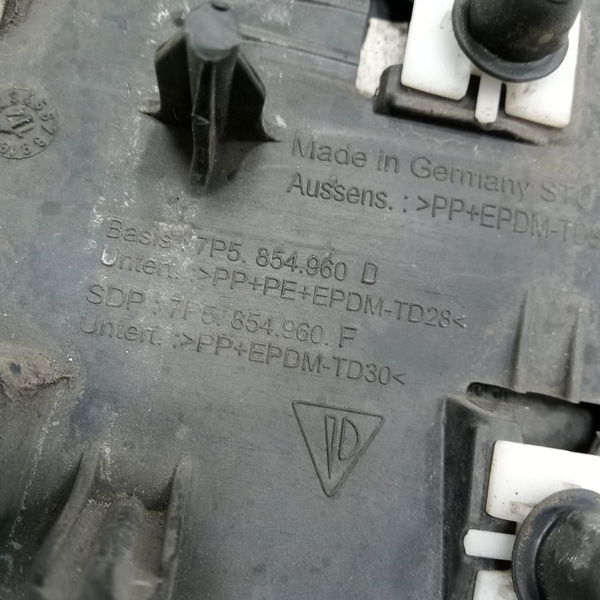 Made in Germany
Aussens. : >PP+EPDM-
Basis : 7P5. 854.960 D
Untert. :>PP+PE+EPDM-TD28<
SDP : 7P5. 854.960. F
Untert. :>PP+EPDM-TD30<